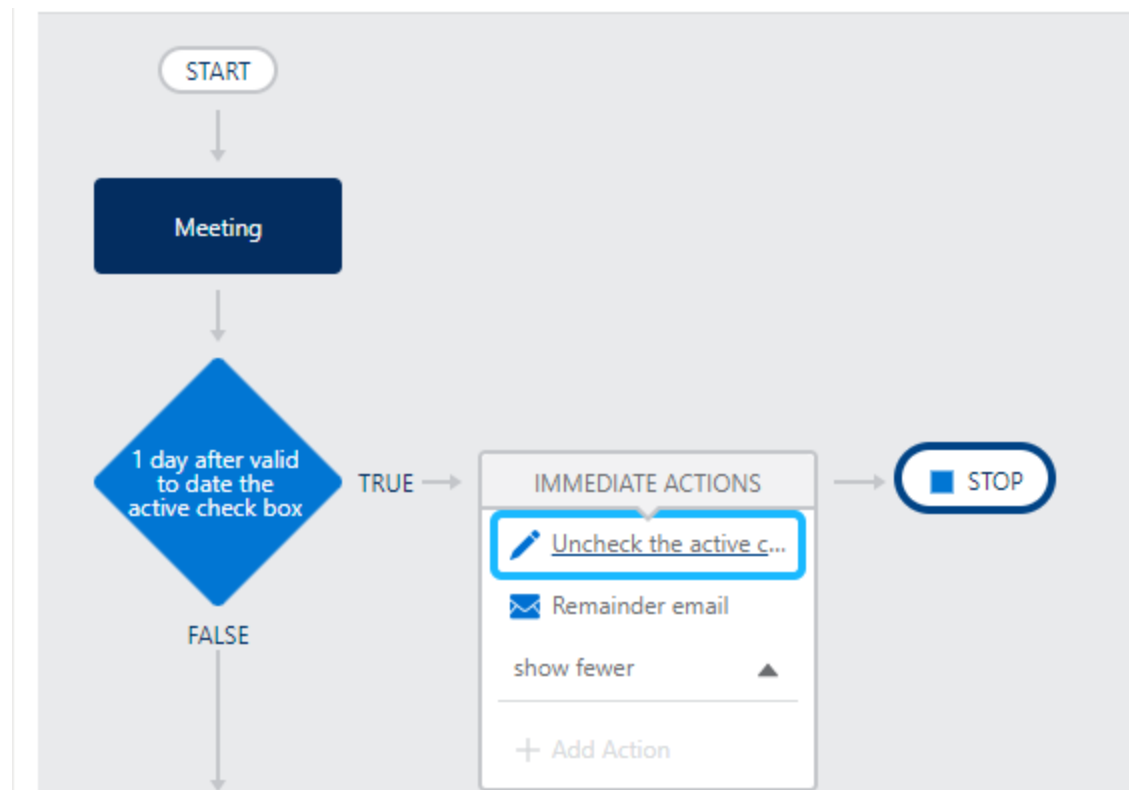 START
Meeting
1 day after valid
to date the
active check box
TRUE
IMMEDIATE ACTIONS
STOP
Uncheck the active c...
Remainder email
show fewer
FALSE
+ Add Action